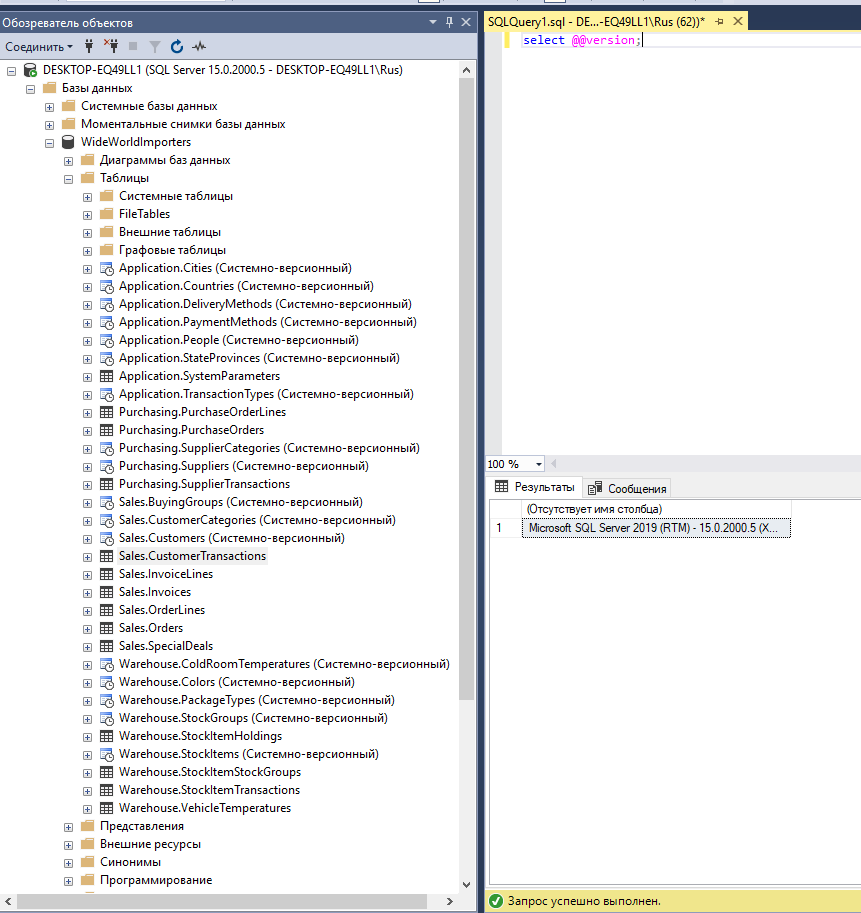 Обозреватель объектов
Соединить
DESKTOP-EQ49LL1 (SQL Server 15.0.2000.5 - DESKTOP-EQ49LL1\Rus)
Базы данных
Системные базы данных
Моментальные снимки базы данных
WideWorldImporters
Диаграммы баз данных
Таблицы
Системные таблицы
FileTables
Внешние таблицы
Графовые таблицы
Application.Cities (Системно-версионный)
Application.Countries (Системно-версионный)
Application.DeliveryMethods (Системно-версионный)
Application.PaymentMethods (Системно-версионный)
Application.People (Системно-версионный)
Application.StateProvinces (Системно-версионный)
Application.SystemParameters
Application.TransactionTypes (Системно-версионный)
Purchasing.PurchaseOrderLines
Purchasing.PurchaseOrders
Purchasing.SupplierCategories (Системно-версионный)
Purchasing.Suppliers (Системно-версионный)
Purchasing.SupplierTransactions
Sales.BuyingGroups (Системно-версионный)
Sales.CustomerCategories (Системно-версионный)
Sales.Customers (Системно-версионный)
Sales.CustomerTransactions
Sales.InvoiceLines
Sales.Invoices
Sales.OrderLines
Sales.Orders
Sales.SpecialDeals
Warehouse.ColdRoomTemperatures (Системно-версионный)
Warehouse.Colors (Системно-версионный)
Warehouse.PackageTypes (Системно-версионный)
Warehouse.StockGroups (Системно-версионный)
Warehouse.StockItemHoldings
Warehouse.StockItems (Системно-версионный)
Warehouse.StockItemStockGroups
Warehouse.StockItemTransactions
Warehouse.VehicleTemperatures
Представления
Внешние ресурсы
Синонимы
Программирование
SQLQuery1.sql - DE...-EQ49LL1\Rus (62))*
select @@version;
100 %
Результаты
Сообщения
(Отсутствует имя столбца)
1 Microsoft SQL Server 2019 (RTM) - 15.0.2000.5 (X...
Запрос успешно выполнен.